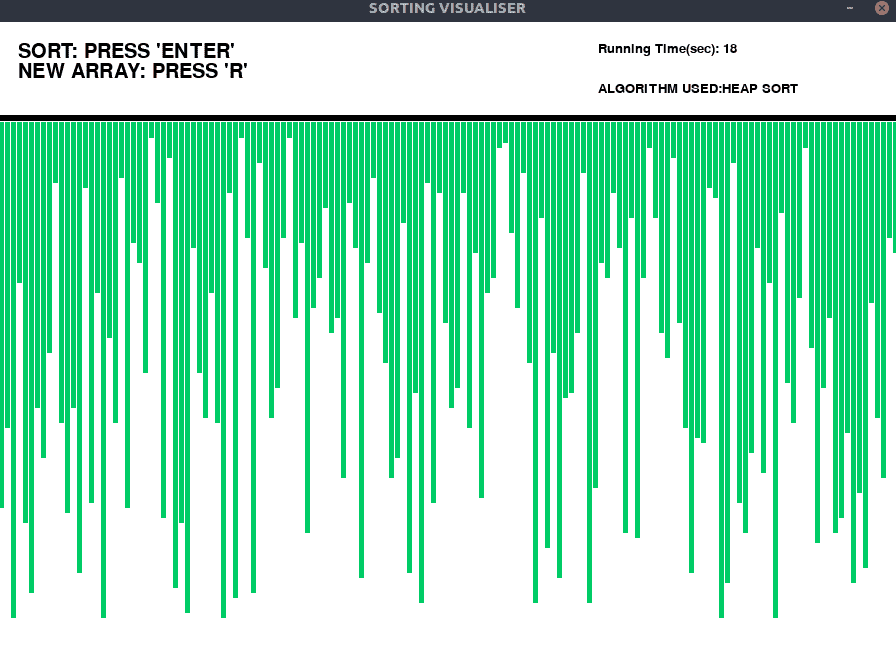 SORTING VISUALISER
SORT: PRESS 'ENTER'
NEW ARRAY: PRESS 'R'
Running Time(sec): 18
ALGORITHM USED:HEAP SORT